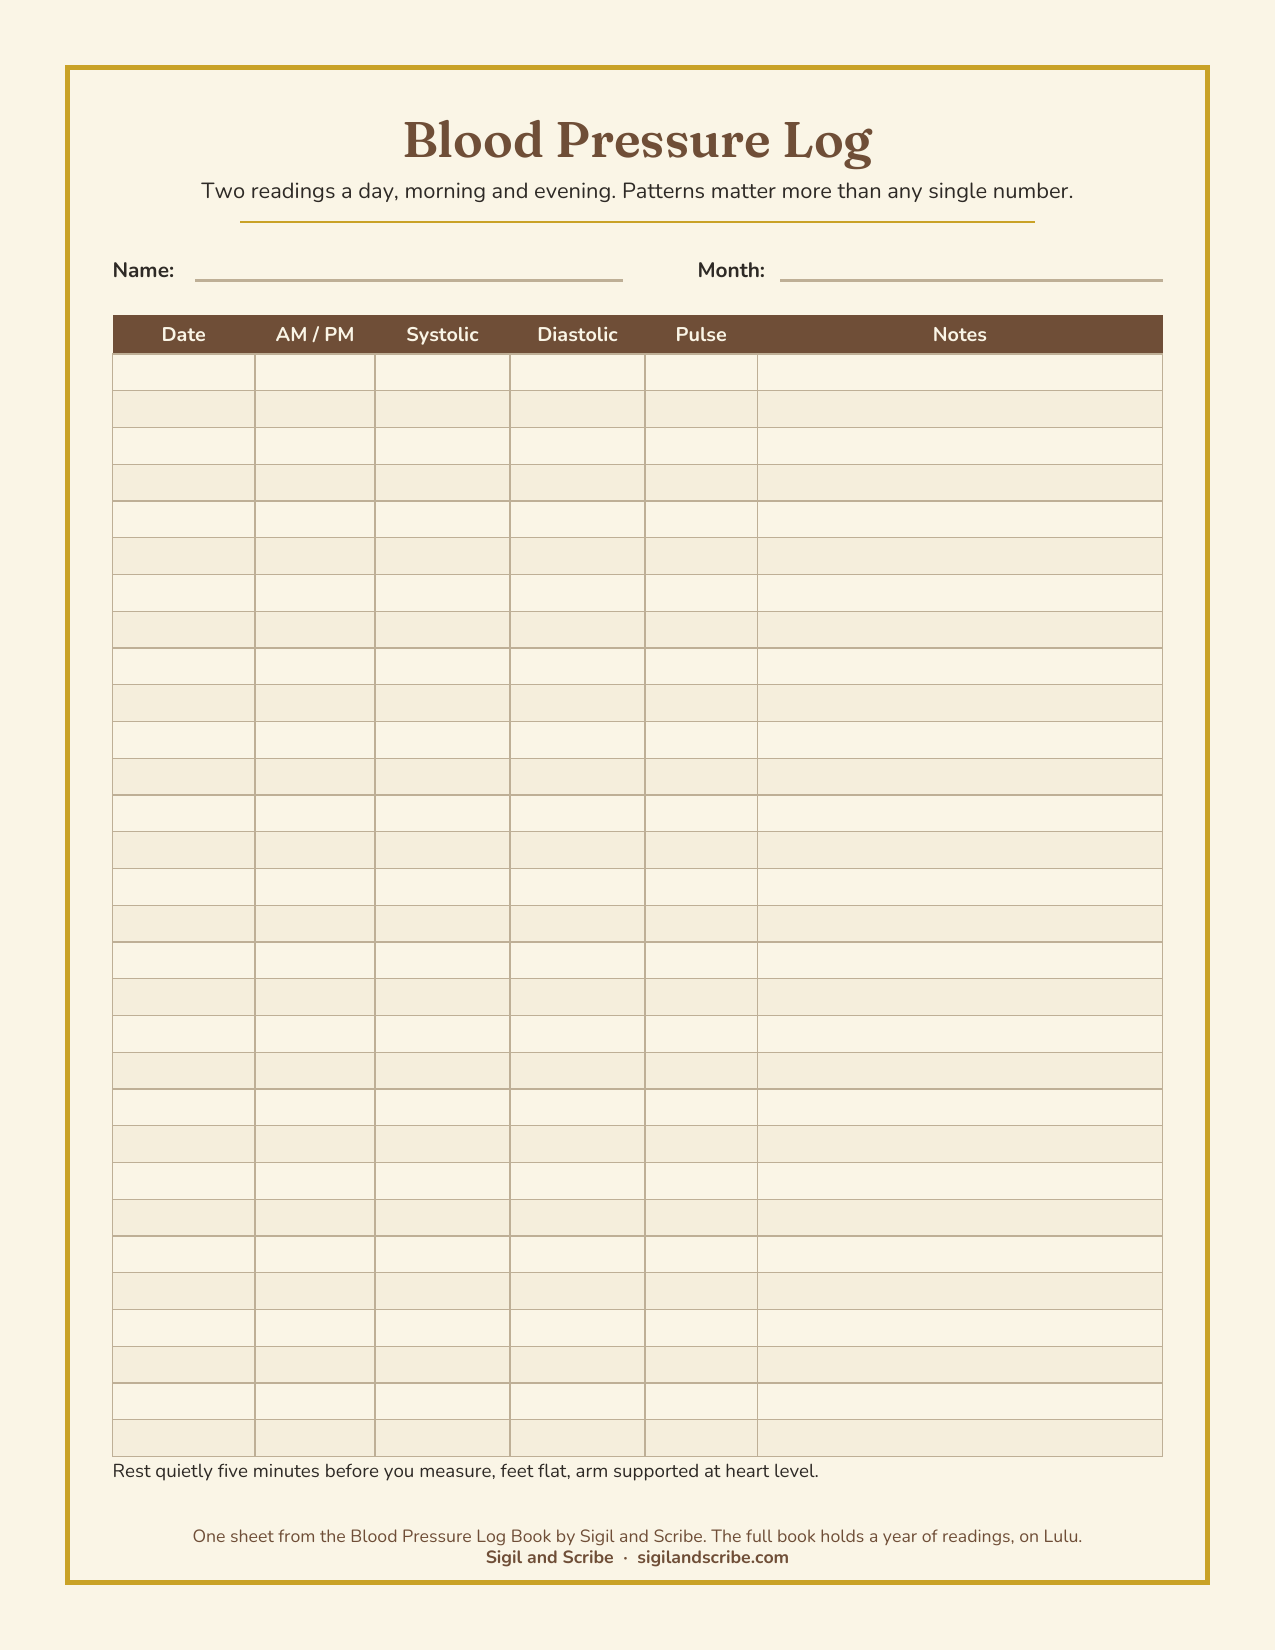 Blood Pressure Log
Two readings a day, morning and evening. Patterns matter more than any single number.
Name: Month:
Date AM / PM Systolic Diastolic Pulse Notes
Rest quietly five minutes before you measure, feet flat, arm supported at heart level.
One sheet from the Blood Pressure Log Book by Sigil and Scribe. The full book holds a year of readings, on Lulu.
Sigil and Scribe · sigilandscribe.com